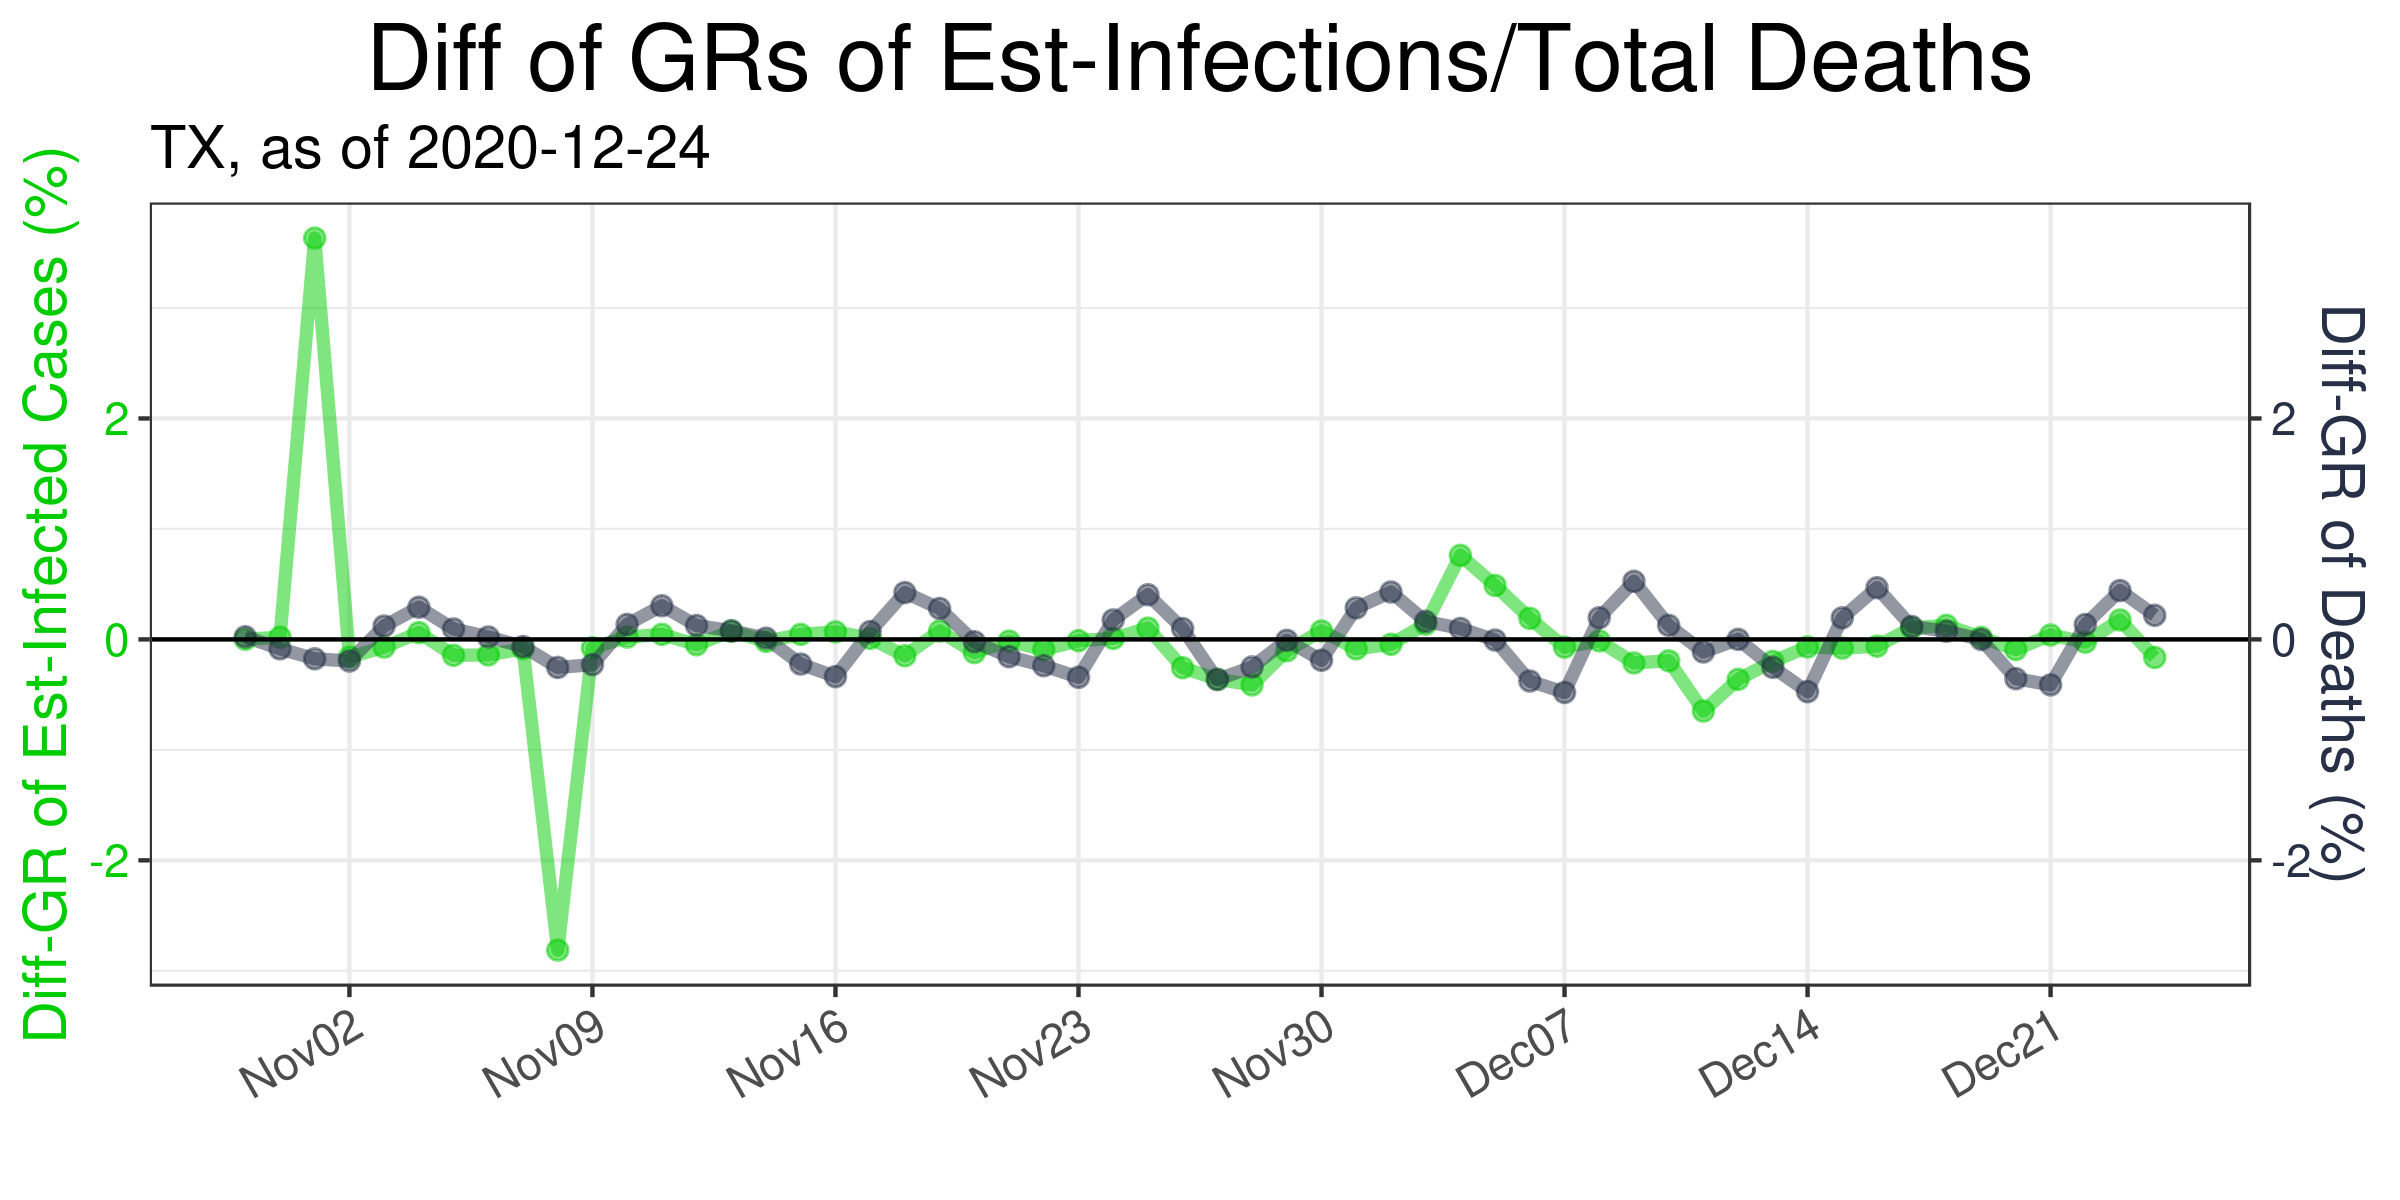 Diff of GRs of Est-Infections/Total Deaths
TX, as of 2020-12-24
Diff-GR of Est-Infected Cases (%)
2
0
-2
2
0
-2
Diff-GR of Deaths (%)
Nov02
Nov09
Nov16
Nov23
Nov30
Dec07
Dec14
Dec21